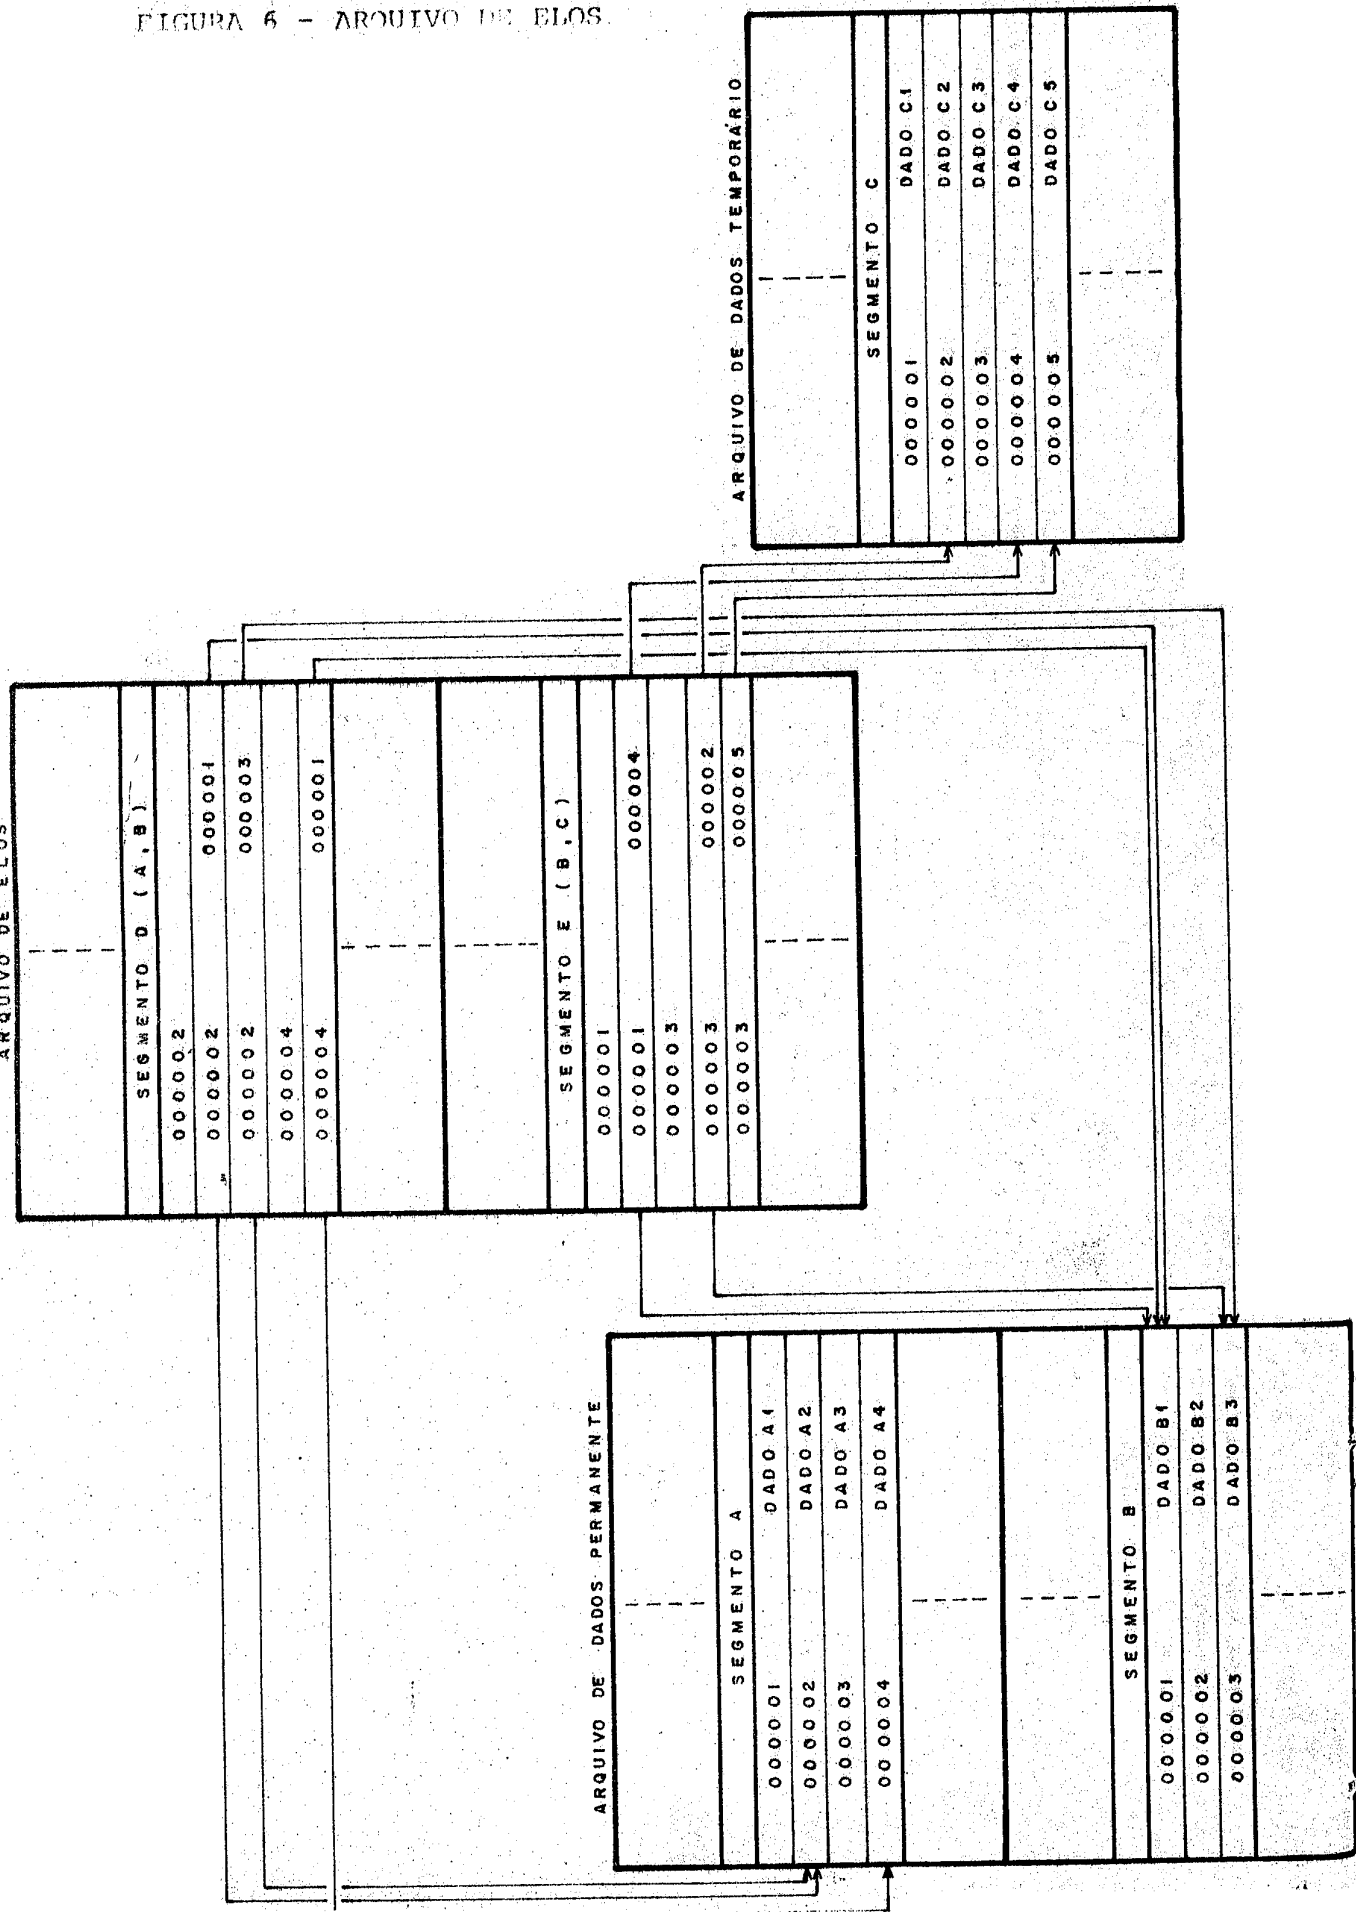 FIGURA 6 - ARQUIVO DE ELOS.
ARQUIVO DE ELOS
SEGMENTO D (A,B)
000002
000002 000001
000002 000003
000004
000004 000001
SEGMENTO E (B,C)
000001
000001 000004
000003
000003 000002
000003 000005
ARQUIVO DE DADOS TEMPORÁRIO
SEGMENTO C
000001 DADO C1
000002 DADO C2
000003 DADO C3
000004 DADO C4
000005 DADO C5
ARQUIVO DE DADOS PERMANENTE
SEGMENTO A
000001 DADO A1
000002 DADO A2
000003 DADO A3
000004 DADO A4
SEGMENTO B
000001 DADO B1
000002 DADO B2
000003 DADO B3